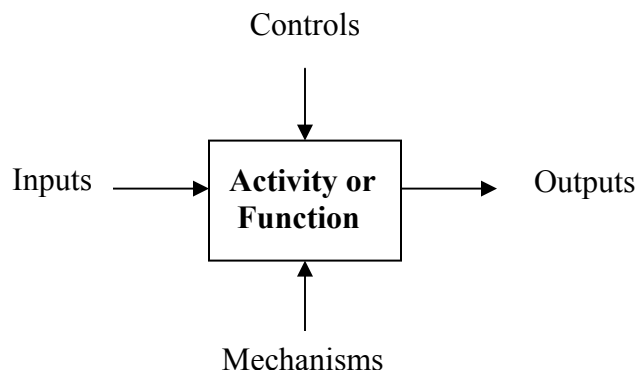 Controls
Inputs
Activity or
Function
Outputs
Mechanisms